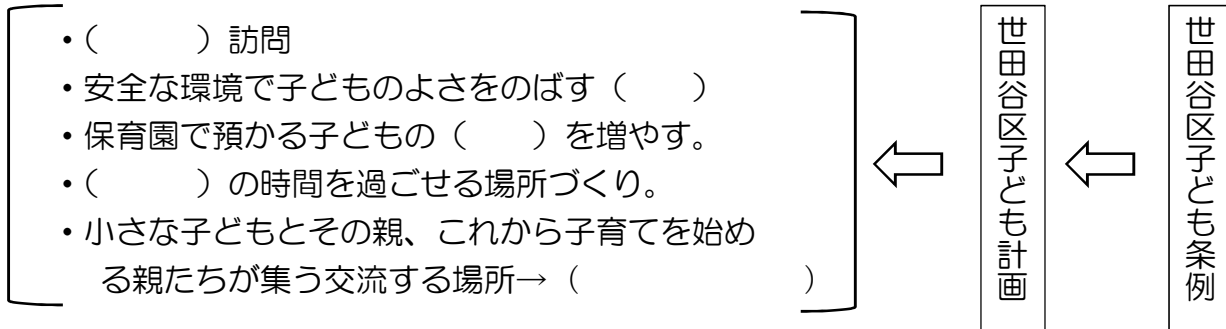 世田谷区子ども条例
世田谷区子ども計画
・（　　　）訪問
・安全な環境で子どものよさをのばす（　　）
・保育園で預かる子どもの（　　）を増やす。
・（　　　）の時間を過ごせる場所づくり。
・小さな子どもとその親、これから子育てを始め
る親たちが集う交流する場所→（　　　　　　　）